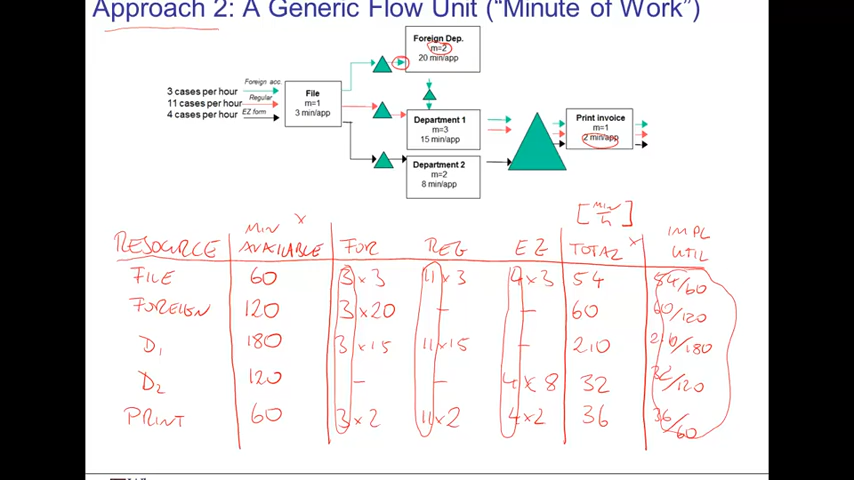 Approach 2: A Generic Flow Unit ("Minute of Work")
Foreign Dep.
m=2
20 min/app
Foreign acc.
3 cases per hour
Regular
11 cases per hour
EZ form
4 cases per hour
File
m=1
3 min/app
Department 1
m=3
15 min/app
Department 2
m=2
8 min/app
Print invoice
m=1
2 min/app
[MIN/h]
RESOURCE MIN AVAILABLE x FOR REG EZ TOTAL x IMPL UTIL
FILE 60 3 x 3 11 x 3 4 x 3 54 54/60
FOREIGN 120 3 x 20 - - 60 60/120
D1 180 3 x 15 11 x 15 - 210 210/180
D2 120 - - 4 x 8 32 32/120
PRINT 60 3 x 2 11 x 2 4 x 2 36 36/60